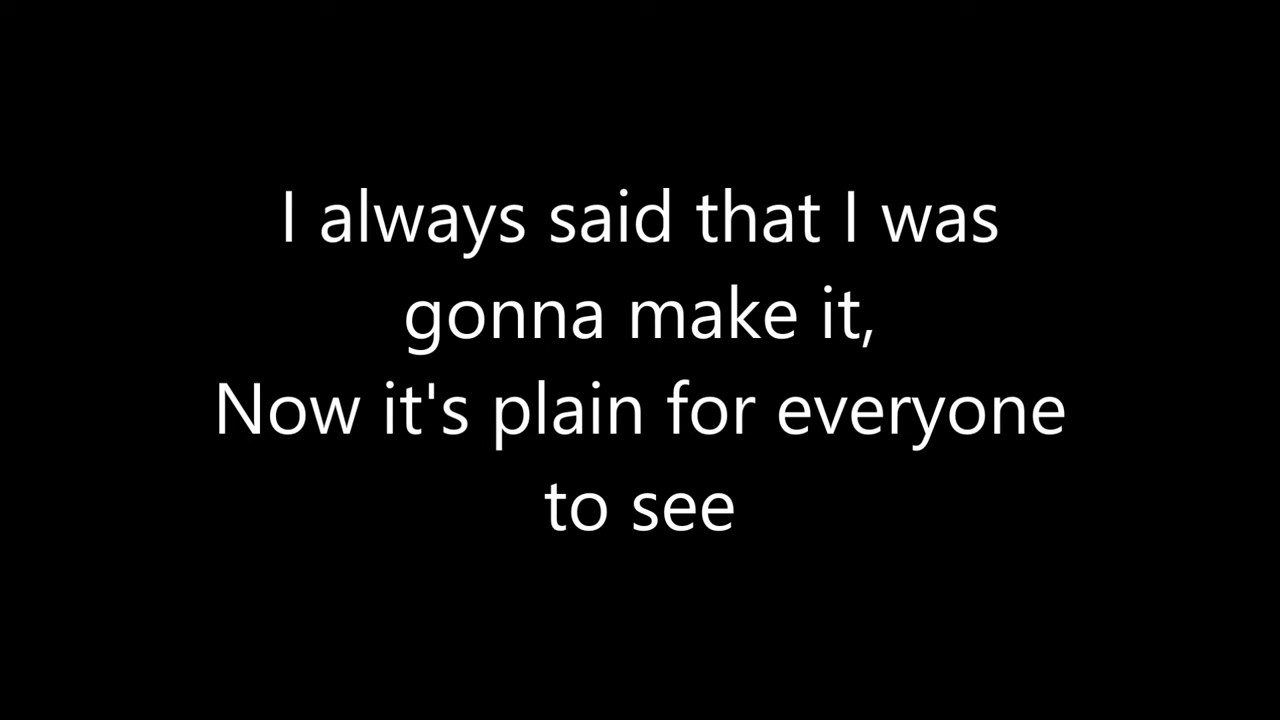 I always said that I was
gonna make it,
Now it's plain for everyone
to see